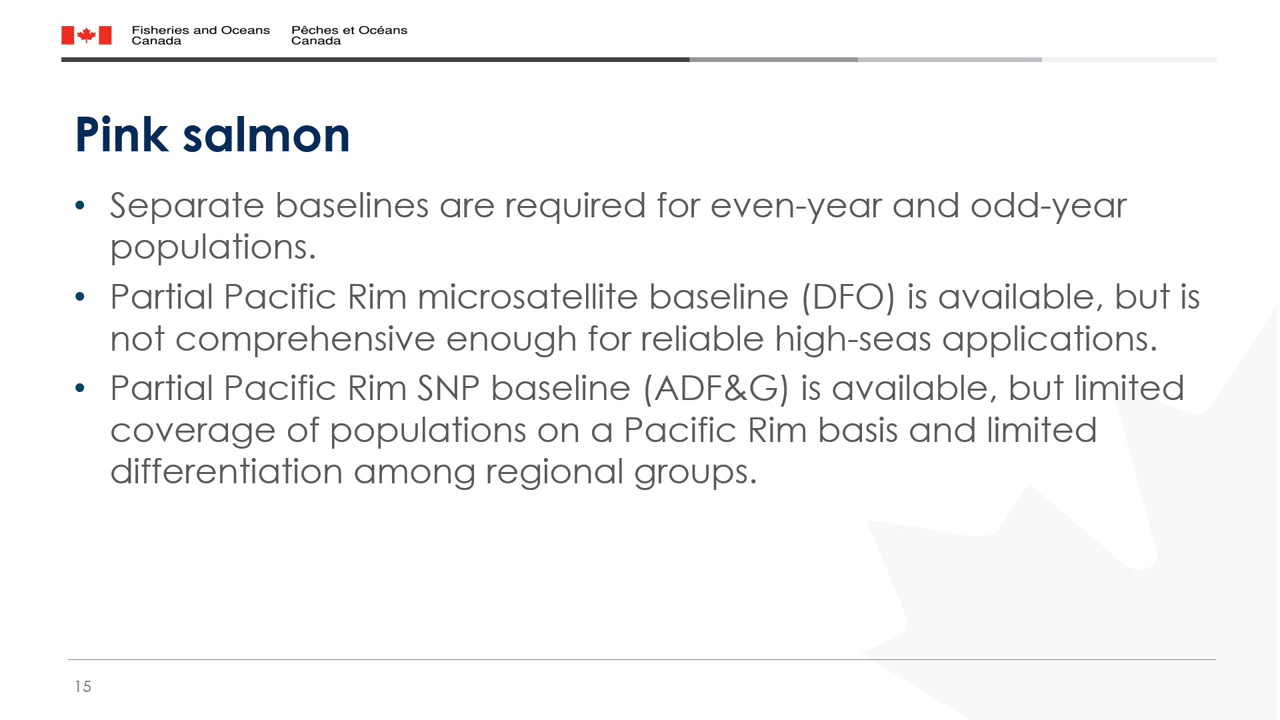 Fisheries and Oceans Canada
Pêches et Océans Canada
Pink salmon
• Separate baselines are required for even-year and odd-year
populations.
• Partial Pacific Rim microsatellite baseline (DFO) is available, but is
not comprehensive enough for reliable high-seas applications.
• Partial Pacific Rim SNP baseline (ADF&G) is available, but limited
coverage of populations on a Pacific Rim basis and limited
differentiation among regional groups.
15